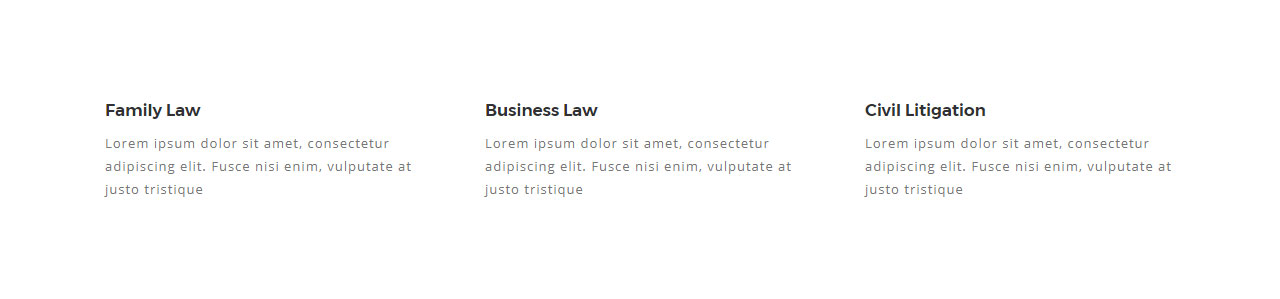 Family Law
Lorem ipsum dolor sit amet, consectetur
adipiscing elit. Fusce nisi enim, vulputate at
justo tristique
Business Law
Lorem ipsum dolor sit amet, consectetur
adipiscing elit. Fusce nisi enim, vulputate at
justo tristique
Civil Litigation
Lorem ipsum dolor sit amet, consectetur
adipiscing elit. Fusce nisi enim, vulputate at
justo tristique